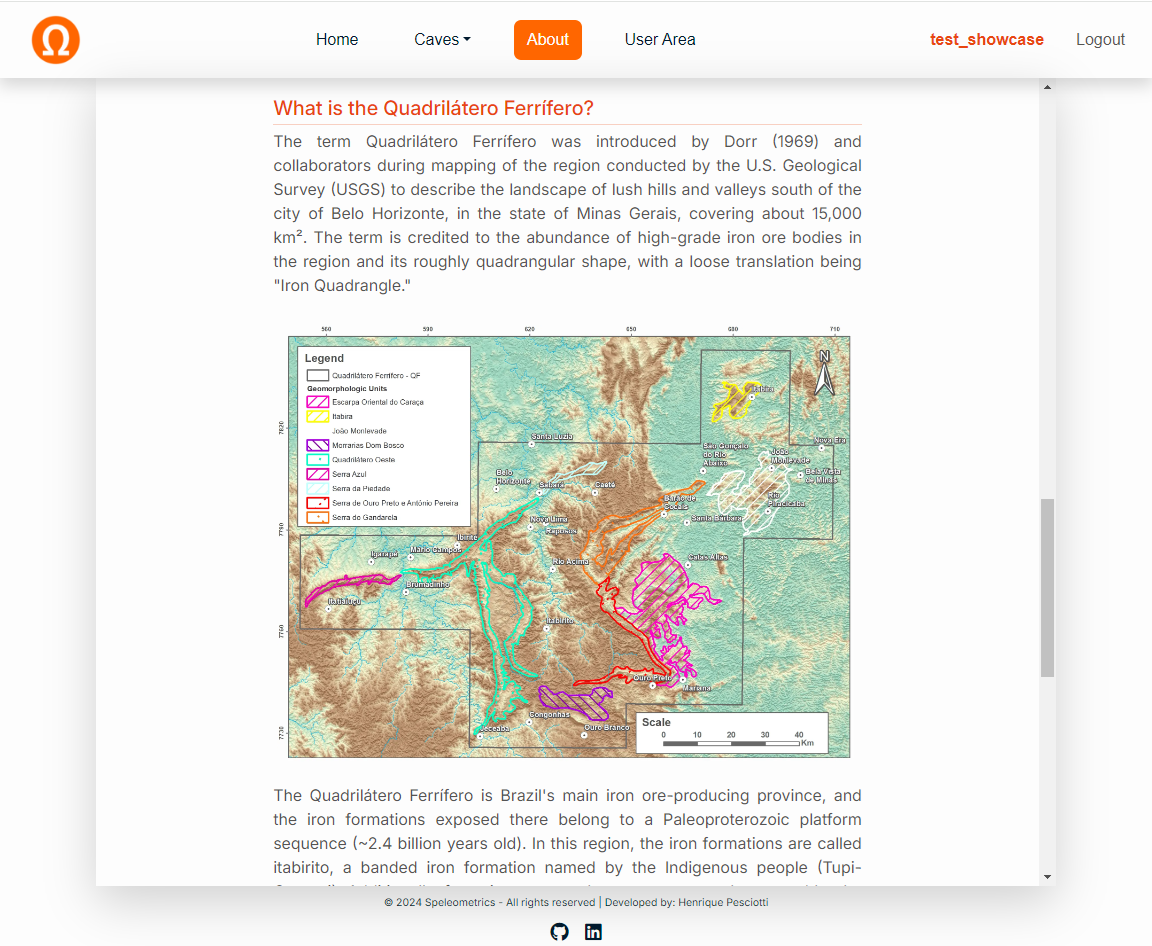 Ω
Home
Caves
About
User Area
test_showcase
Logout
What is the Quadrilátero Ferrífero?
The term Quadrilátero Ferrífero was introduced by Dorr (1969) and
collaborators during mapping of the region conducted by the U.S. Geological
Survey (USGS) to describe the landscape of lush hills and valleys south of the
city of Belo Horizonte, in the state of Minas Gerais, covering about 15,000
km². The term is credited to the abundance of high-grade iron ore bodies in
the region and its roughly quadrangular shape, with a loose translation being
"Iron Quadrangle."
560 590 620 650 680 710
Legend
Quadrilátero Ferrífero - QF
Geomorphologic Units
Escarpa Oriental do Caraça
Itabira
João Monlevade
Morrarias Dom Bosco
Quadrilátero Oeste
Serra Azul
Serra da Piedade
Serra de Ouro Preto e Antônio Pereira
Serra do Gandarela
N
7820
7790
7760
7730
Itabira
Santa Luzia
São Gonçalo
do Rio
Abaixo
João
Monlevade
Nova Era
Bela Vista
de Minas
Belo
Horizonte
Sabará
Caeté
Barão de
Cocais
Rio
Piracicaba
Santa Bárbara
Nova Lima
Raposos
Ibirité
Mário Campos
Igarapé
Rio Acima
Catas Altas
Brumadinho
Itatiaiuçu
Itabirito
Ouro Preto
Mariana
Congonhas
Ouro Branco
Jeceaba
Scale
0 10 20 30 40
Km
The Quadrilátero Ferrífero is Brazil's main iron ore-producing province, and
the iron formations exposed there belong to a Paleoproterozoic platform
sequence (~2.4 billion years old). In this region, the iron formations are called
itabirito, a banded iron formation named by the Indigenous people (Tupi-
© 2024 Speleometrics - All rights reserved | Developed by: Henrique Pesciotti
in